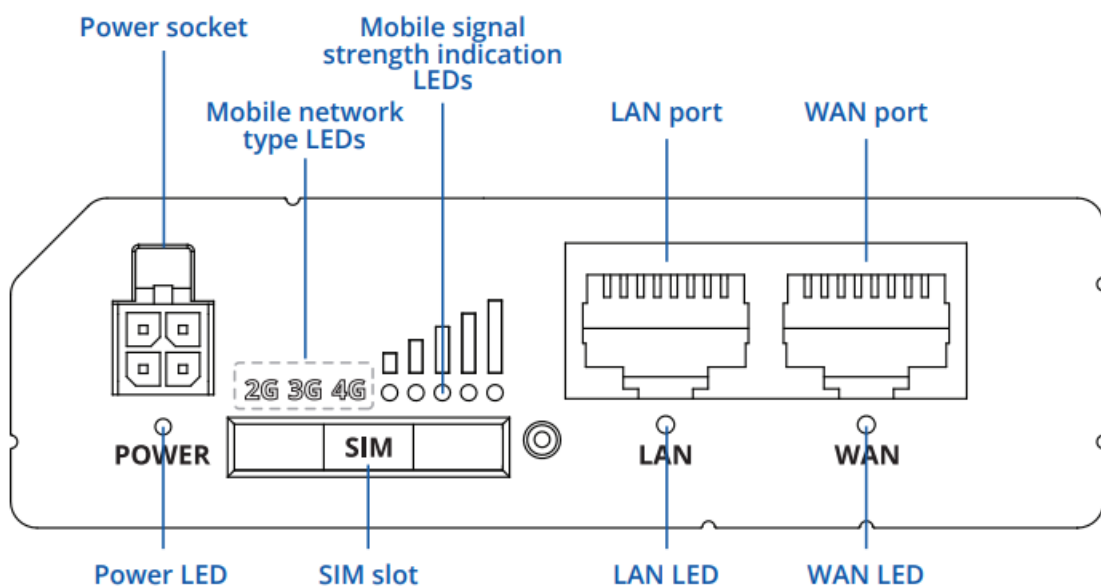 Power socket
Mobile signal
strength indication
LEDs
Mobile network
type LEDs
LAN port
WAN port
2G 3G 4G
POWER
SIM
LAN
WAN
Power LED
SIM slot
LAN LED
WAN LED